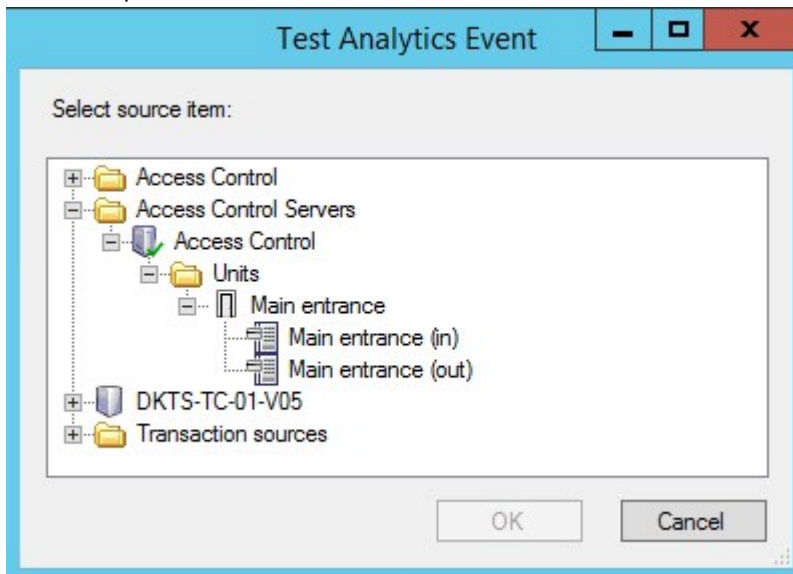 Test Analytics Event
Select source item:
Access Control
Access Control Servers
Access Control
Units
Main entrance
Main entrance (in)
Main entrance (out)
DKTS-TC-01-V05
Transaction sources
OK
Cancel